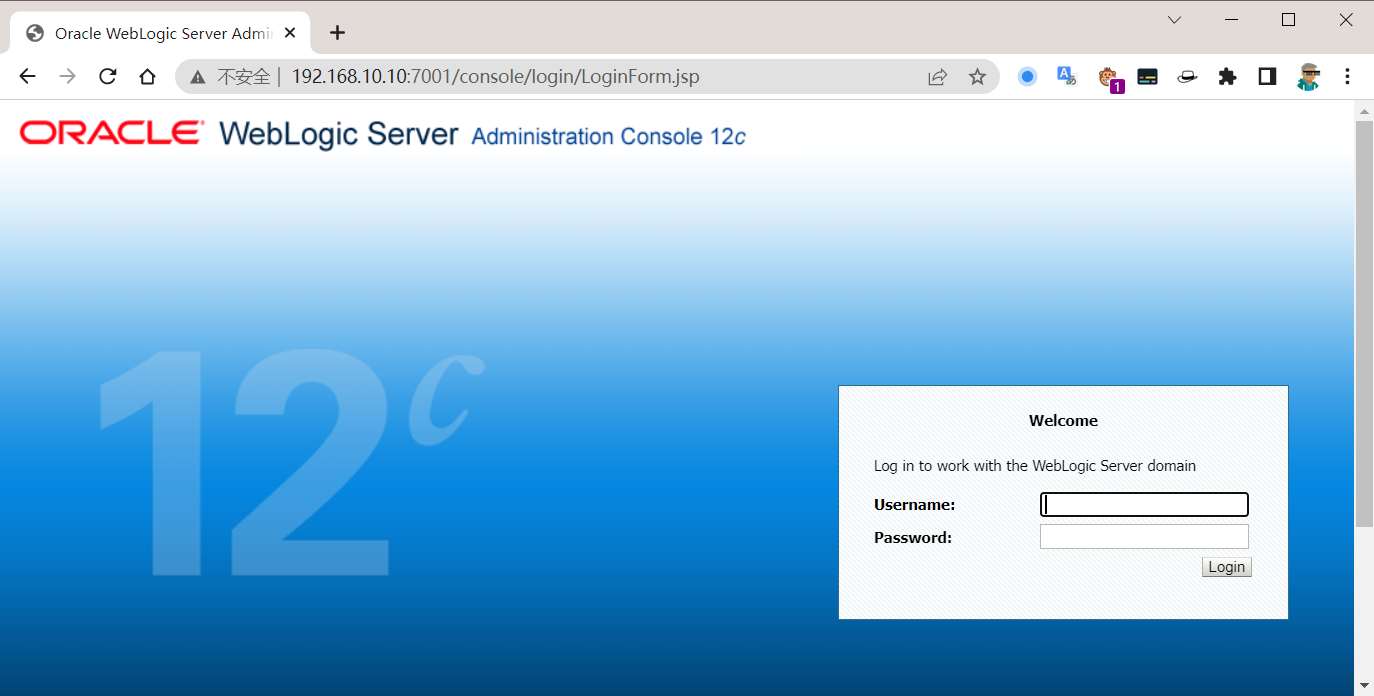 Oracle WebLogic Server Admi
不安全 | 192.168.10.10:7001/console/login/LoginForm.jsp
1
ORACLE WebLogic Server Administration Console 12c
12c
Welcome
Log in to work with the WebLogic Server domain
Username:
Password:
Login